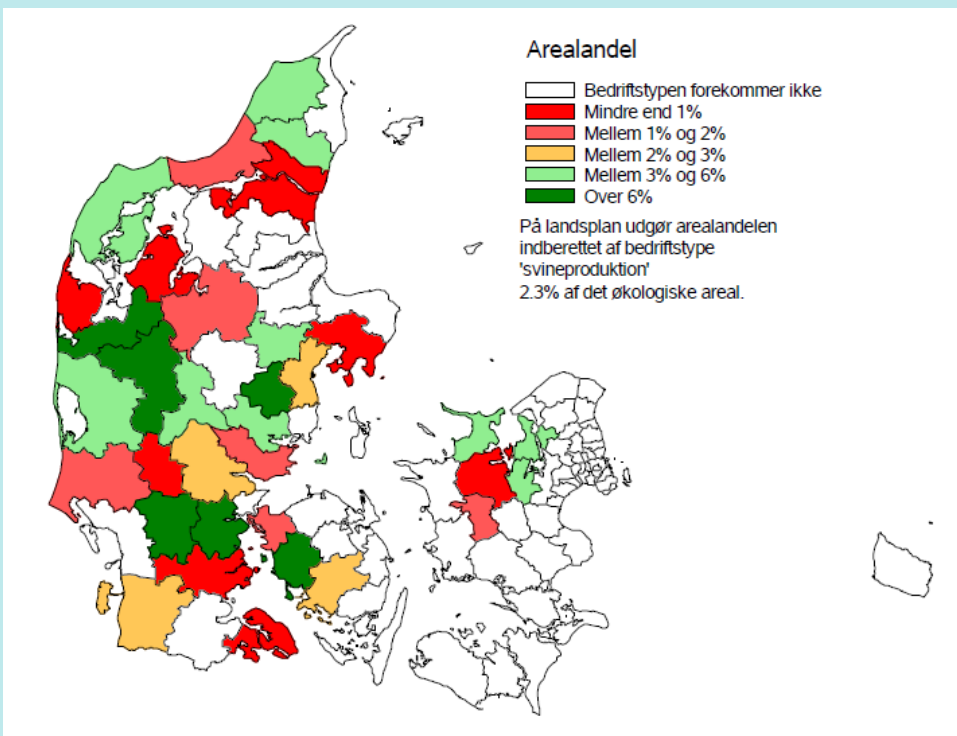 Arealandel
Bedriftstypen forekommer ikke
Mindre end 1%
Mellem 1% og 2%
Mellem 2% og 3%
Mellem 3% og 6%
Over 6%
På landsplan udgør arealandelen
indberettet af bedriftstype
'svineproduktion'
2.3% af det økologiske areal.